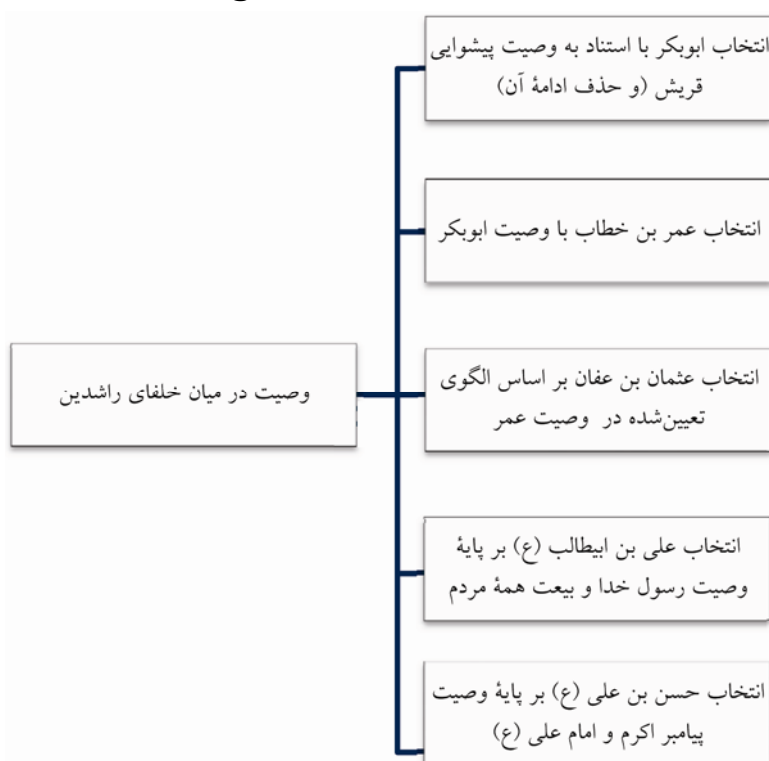 انتخاب ابوبکر با استناد به وصیت پیشوایی
قریش (و حذف ادامهٔ آن)
انتخاب عمر بن خطاب با وصیت ابوبکر
انتخاب عثمان بن عفان بر اساس الگوی
تعیین‌شده در وصیت عمر
وصیت در میان خلفای راشدین
انتخاب علی بن ابیطالب (ع) بر پایهٔ
وصیت رسول خدا و بیعت همهٔ مردم
انتخاب حسن بن علی (ع) بر پایهٔ وصیت
پیامبر اکرم و امام علی (ع)